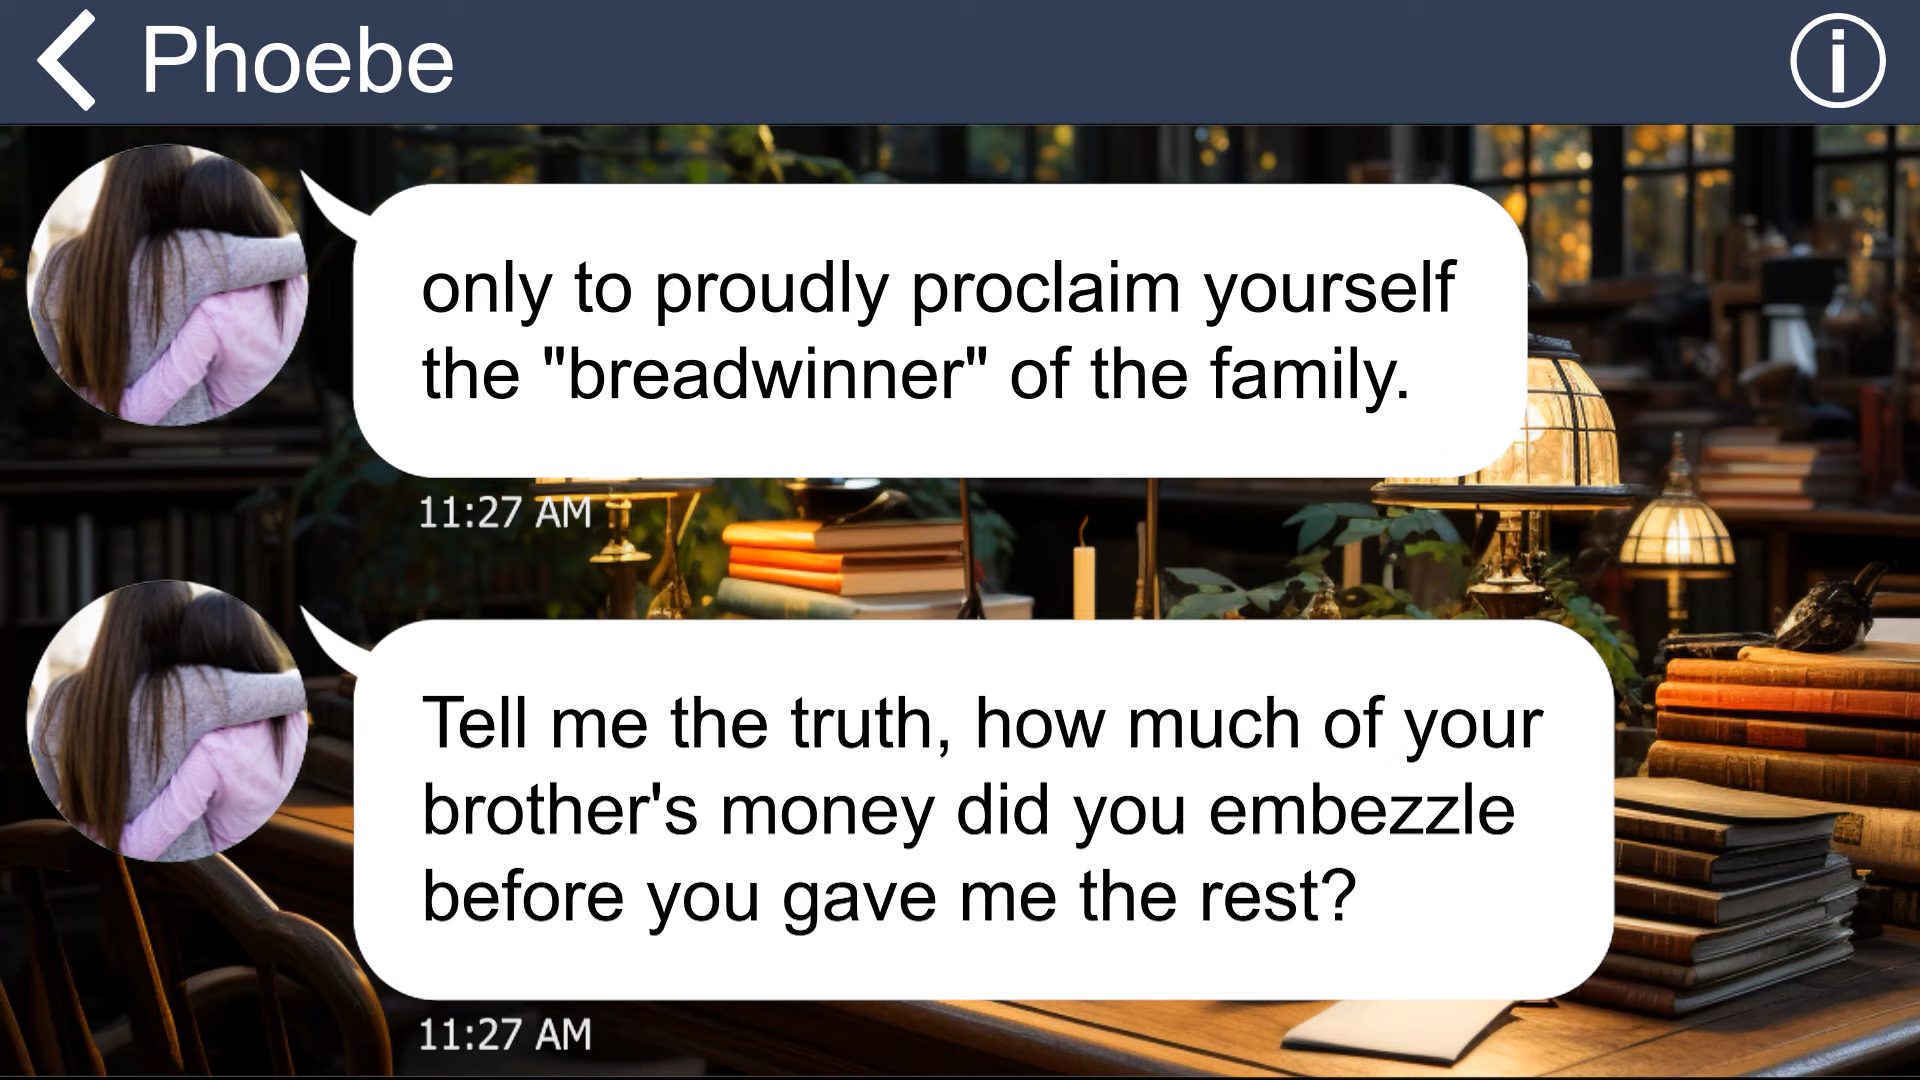 Phoebe
only to proudly proclaim yourself
the "breadwinner" of the family.
11:27 AM
Tell me the truth, how much of your
brother's money did you embezzle
before you gave me the rest?
11:27 AM